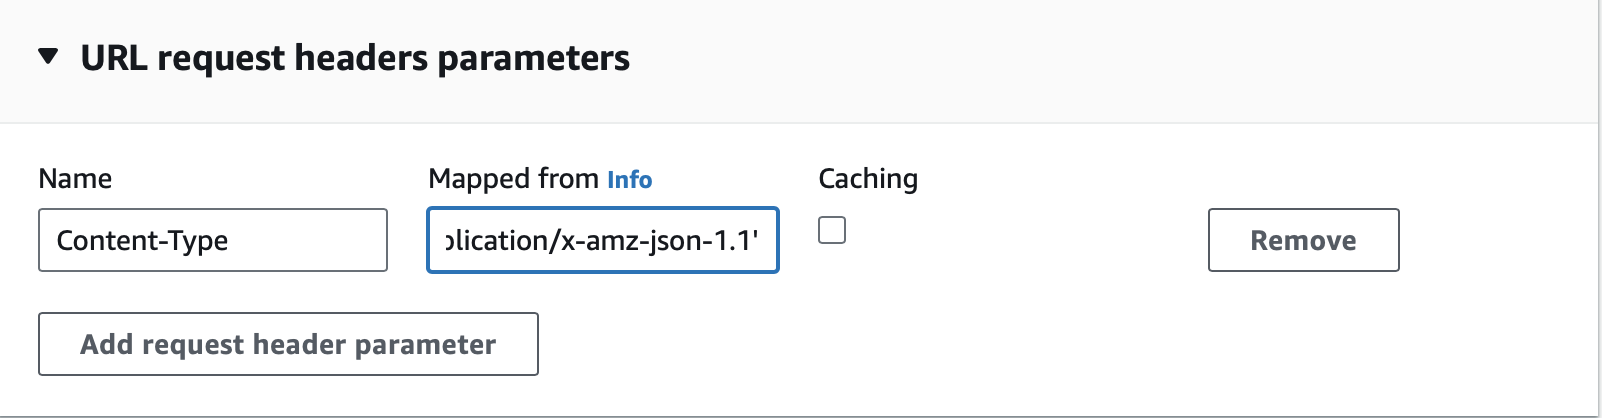 URL request headers parameters
Name
Mapped from Info
Caching
Content-Type
plication/x-amz-json-1.1'
Remove
Add request header parameter